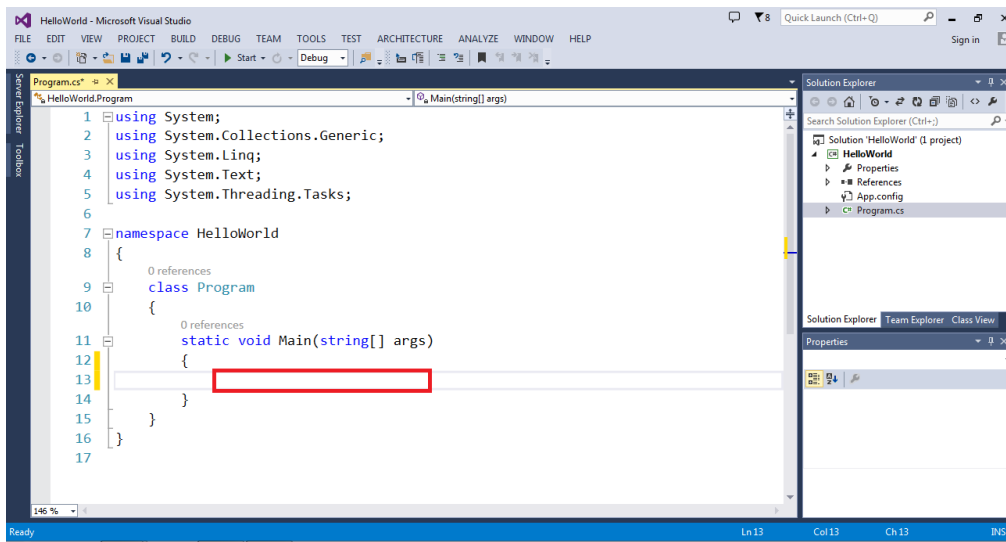 HelloWorld - Microsoft Visual Studio
8
Quick Launch (Ctrl+Q)
FILE EDIT VIEW PROJECT BUILD DEBUG TEAM TOOLS TEST ARCHITECTURE ANALYZE WINDOW HELP
Sign in
Start
Debug
Server Explorer
Toolbox
Program.cs*
HelloWorld.Program
Main(string[] args)
1 using System;
2 using System.Collections.Generic;
3 using System.Linq;
4 using System.Text;
5 using System.Threading.Tasks;
6
7 namespace HelloWorld
8 {
0 references
9 class Program
10 {
0 references
11 static void Main(string[] args)
12 {
13
14 }
15 }
16 }
17
146 %
Solution Explorer
Search Solution Explorer (Ctrl+;)
Solution 'HelloWorld' (1 project)
C# HelloWorld
Properties
References
App.config
C# Program.cs
Solution Explorer Team Explorer Class View
Properties
Ready
Ln 13 Col 13 Ch 13 INS